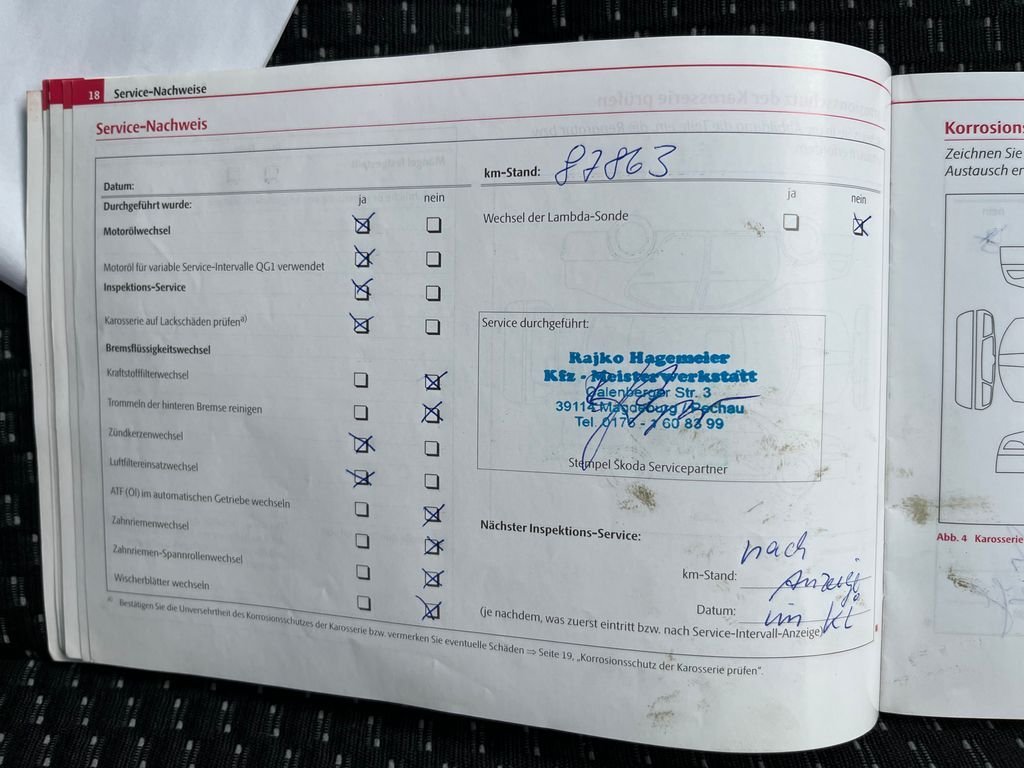 18 Service-Nachweise
Service-Nachweis
Datum:
km-Stand: 87863
Durchgeführt wurde: ja nein
Motorölwechsel
Motoröl für variable Service-Intervalle QG1 verwendet
Inspektions-Service
Karosserie auf Lackschäden prüfen a)
Bremsflüssigkeitswechsel
Kraftstofffilterwechsel
Trommeln der hinteren Bremse reinigen
Zündkerzenwechsel
Luftfiltereinsatzwechsel
ATF (Öl) im automatischen Getriebe wechseln
Zahnriemenwechsel
Zahnriemen-Spannrollenwechsel
Wischerblätter wechseln
ja nein
Wechsel der Lambda-Sonde
Service durchgeführt:
Rajko Hagemeier
Kfz - Meisterwerkstatt
Calenberger Str. 3
39114 Magdeburg / Pechau
Tel. 0176 - 1 60 83 99
Stempel Škoda Servicepartner
Nächster Inspektions-Service:
nach
km-Stand: Anzeige
Datum: im
(je nachdem, was zuerst eintritt bzw. nach Service-Intervall-Anzeige)
a) Bestätigen Sie die Unversehrtheit des Korrosionsschutzes der Karosserie bzw. vermerken Sie eventuelle Schäden ⇒ Seite 19, „Korrosionsschutz der Karosserie prüfen“.
Korrosions
Zeichnen Sie
Austausch er
Abb. 4 Karosserie